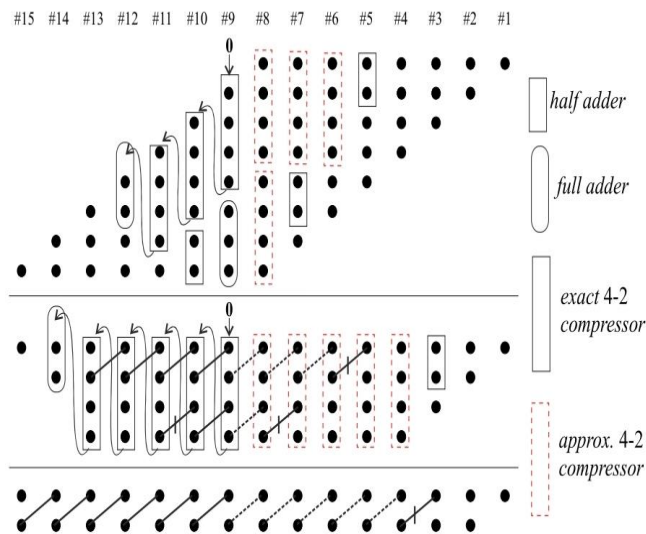 #15 #14 #13 #12 #11 #10 #9 #8 #7 #6 #5 #4 #3 #2 #1
0
half adder
full adder
exact 4-2
compressor
0
approx. 4-2
compressor